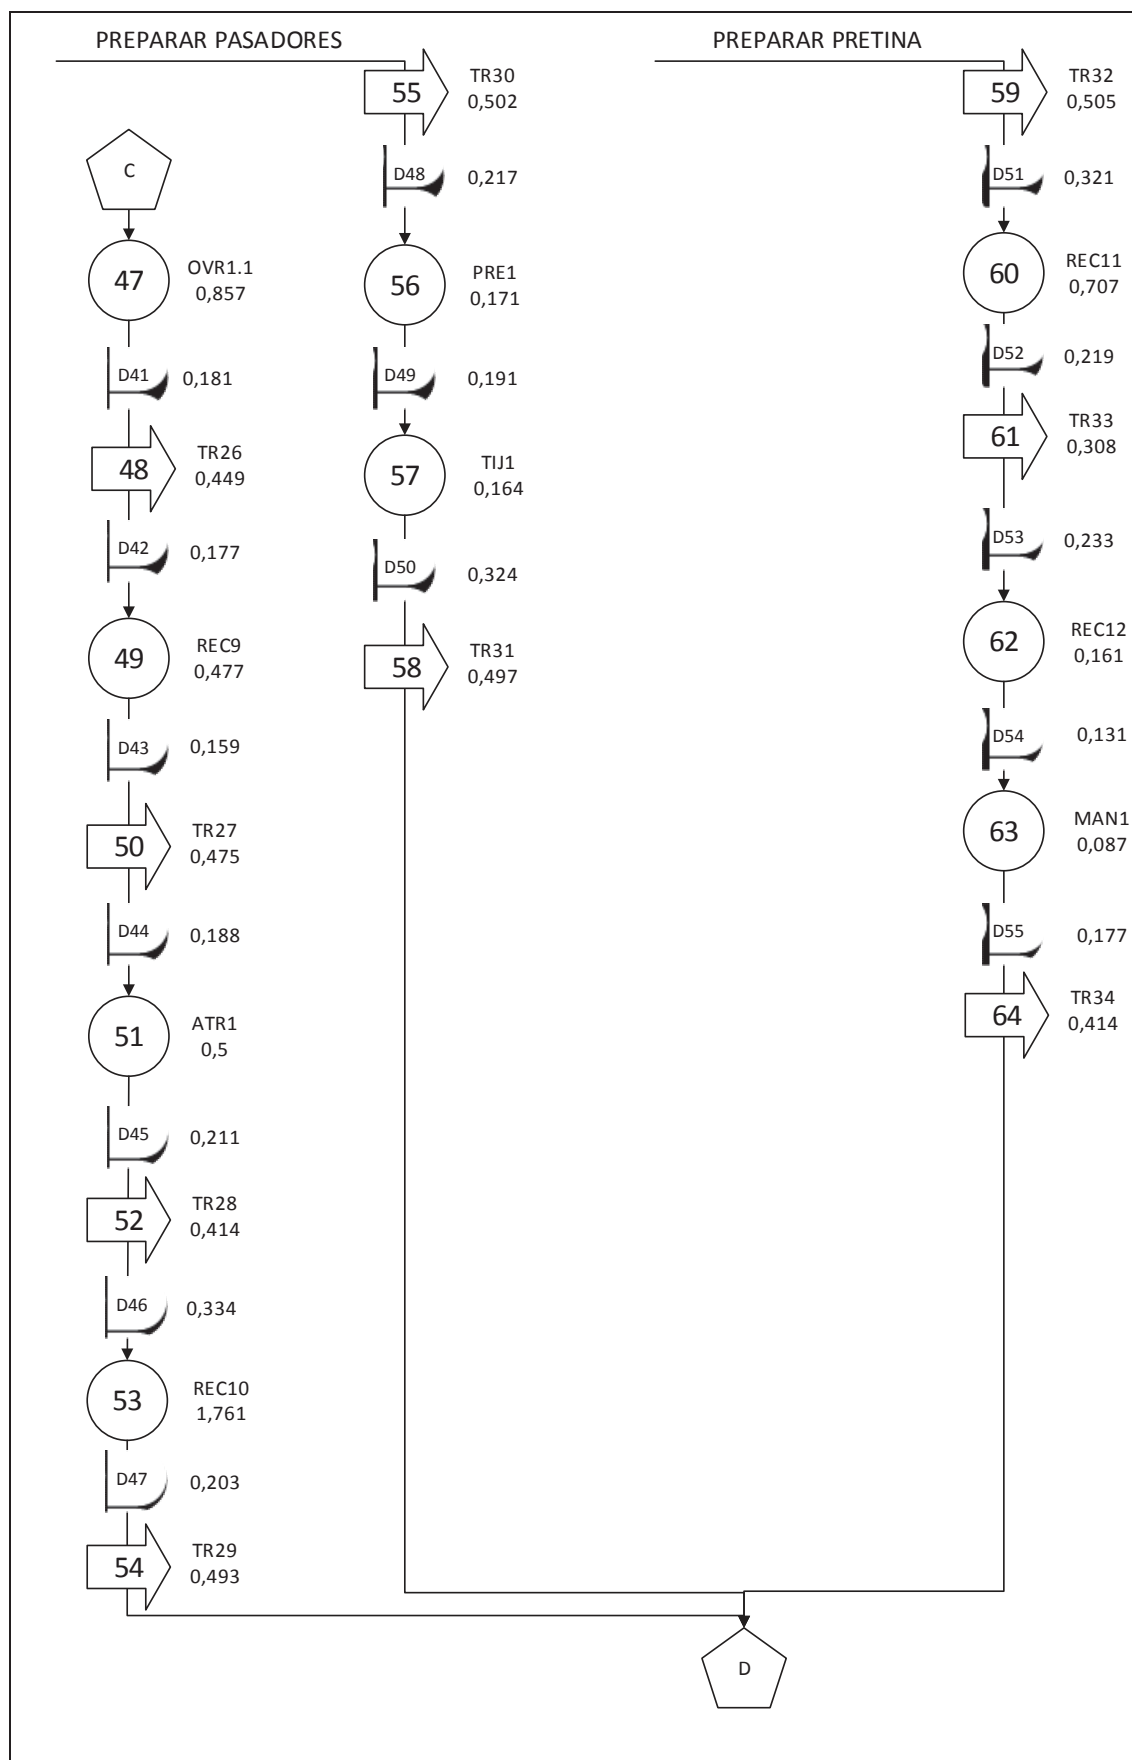 PREPARAR PASADORES
C
47
OVR1.1
0,857
D41
0,181
48
TR26
0,449
D42
0,177
49
REC9
0,477
D43
0,159
50
TR27
0,475
D44
0,188
51
ATR1
0,5
D45
0,211
52
TR28
0,414
D46
0,334
53
REC10
1,761
D47
0,203
54
TR29
0,493
55
TR30
0,502
D48
0,217
56
PRE1
0,171
D49
0,191
57
TIJ1
0,164
D50
0,324
58
TR31
0,497
PREPARAR PRETINA
59
TR32
0,505
D51
0,321
60
REC11
0,707
D52
0,219
61
TR33
0,308
D53
0,233
62
REC12
0,161
D54
0,131
63
MAN1
0,087
D55
0,177
64
TR34
0,414
D